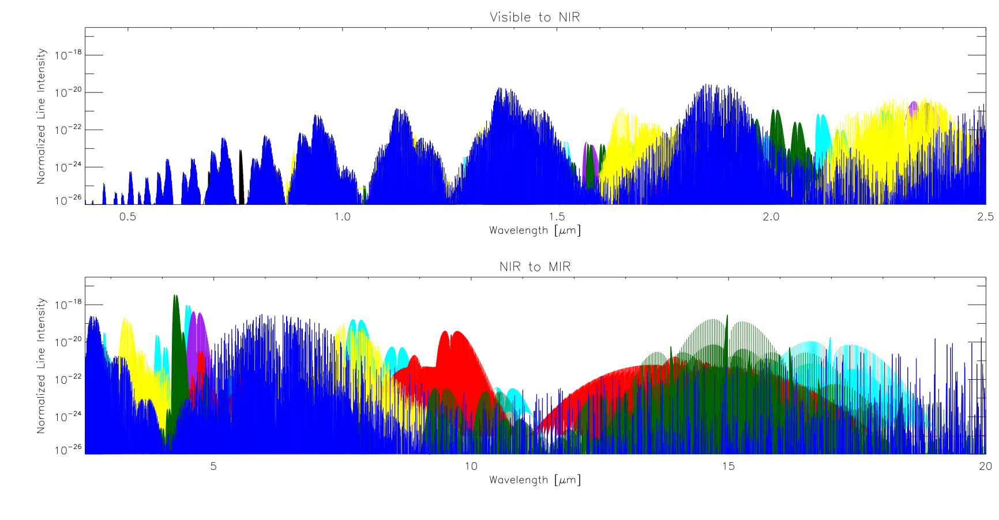 Visible to NIR
Normalized Line Intensity
10⁻¹⁸
10⁻²⁰
10⁻²²
10⁻²⁴
10⁻²⁶
0.5 1.0 1.5 2.0 2.5
Wavelength [μm]
NIR to MIR
Normalized Line Intensity
10⁻¹⁸
10⁻²⁰
10⁻²²
10⁻²⁴
10⁻²⁶
5 10 15 20
Wavelength [μm]